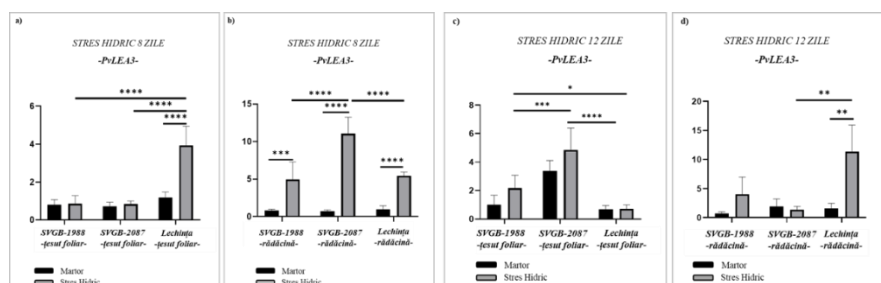 a)
STRES HIDRIC 8 ZILE
-PvLEA3-
****
****
****
6
4
2
0
SVGB-1988
-țesut foliar-
SVGB-2087
-țesut foliar-
Lechința
-țesut foliar-
Martor
Stres Hidric
b)
STRES HIDRIC 8 ZILE
-PvLEA3-
****
****
****
***
****
15
10
5
0
SVGB-1988
-rădăcină-
SVGB-2087
-rădăcină-
Lechința
-rădăcină-
Martor
Stres Hidric
c)
STRES HIDRIC 12 ZILE
-PvLEA3-
*
***
****
8
6
4
2
0
SVGB-1988
-țesut foliar-
SVGB-2087
-țesut foliar-
Lechința
-țesut foliar-
Martor
Stres Hidric
d)
STRES HIDRIC 12 ZILE
-PvLEA3-
**
**
20
15
10
5
0
SVGB-1988
-rădăcină-
SVGB-2087
-rădăcină-
Lechința
-rădăcină-
Martor
Stres Hidric